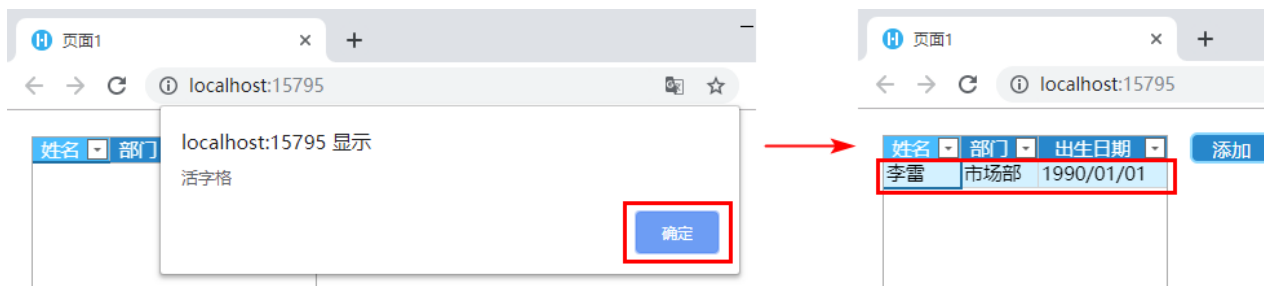 页面1
localhost:15795
localhost:15795 显示
活字格
确定
姓名 部门
页面1
localhost:15795
姓名 部门 出生日期 添加
李雷 市场部 1990/01/01